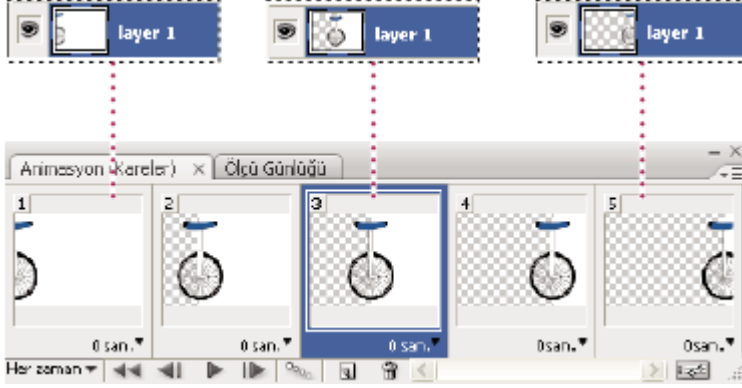 layer 1 layer 1 layer 1
Animasyon (Kareler) × Ölçü Günlüğü
1 2 3 4 5
0 san. 0 san. 0 san. 0san. 0san.
Her zaman